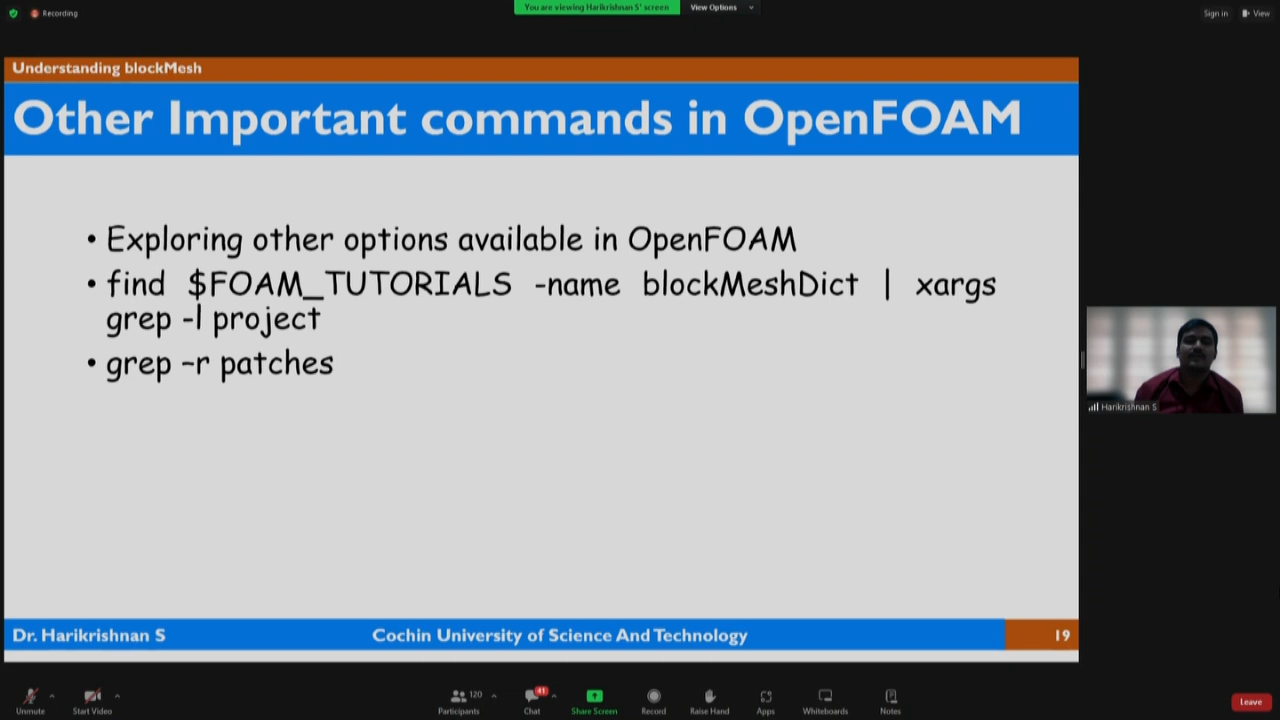 Recording
You are viewing Harikrishnan S' screen
View Options
Sign in
View
Understanding blockMesh
Other Important commands in OpenFOAM
• Exploring other options available in OpenFOAM
• find $FOAM_TUTORIALS -name blockMeshDict | xargs
grep -l project
• grep –r patches
Harikrishnan S
Dr. Harikrishnan S
Cochin University of Science And Technology
19
Unmute
Start Video
120
Participants
41
Chat
Share Screen
Record
Raise Hand
Apps
Whiteboards
Notes
Leave